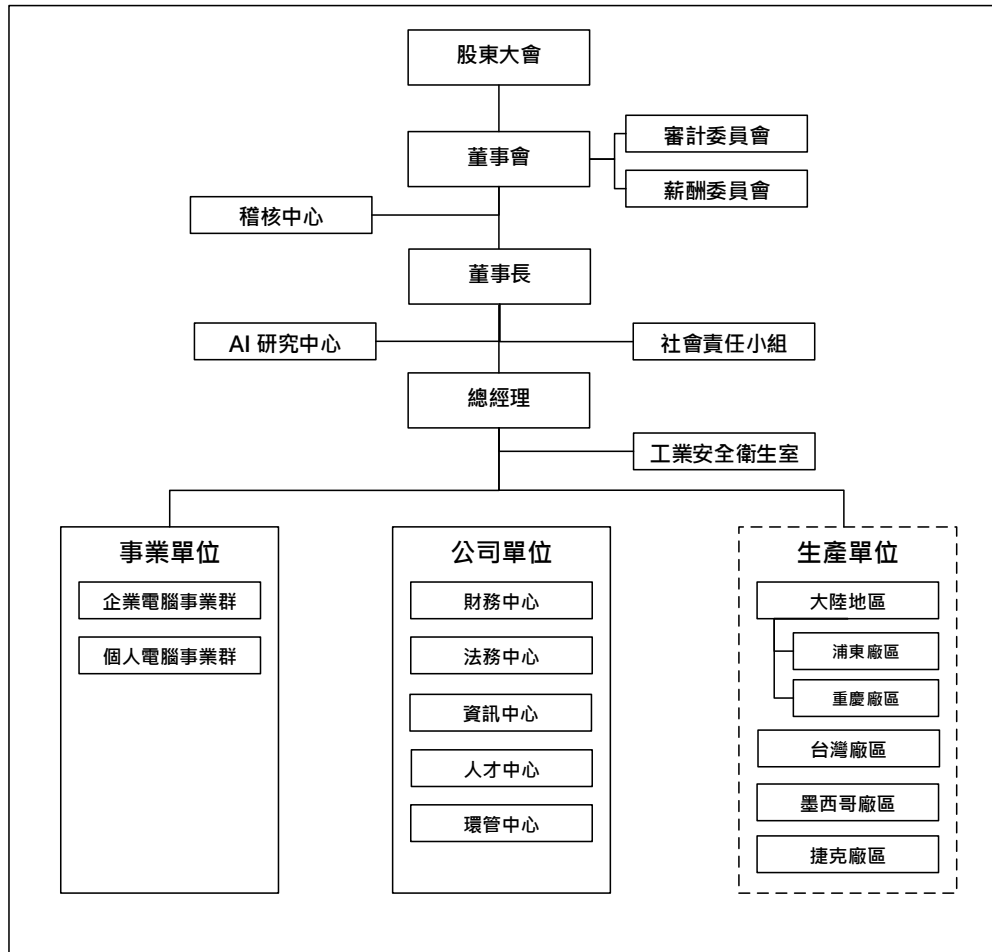 股東大會
董事會
審計委員會
薪酬委員會
稽核中心
董事長
AI 研究中心
社會責任小組
總經理
工業安全衛生室
事業單位
企業電腦事業群
個人電腦事業群
公司單位
財務中心
法務中心
資訊中心
人才中心
環管中心
生產單位
大陸地區
浦東廠區
重慶廠區
台灣廠區
墨西哥廠區
捷克廠區